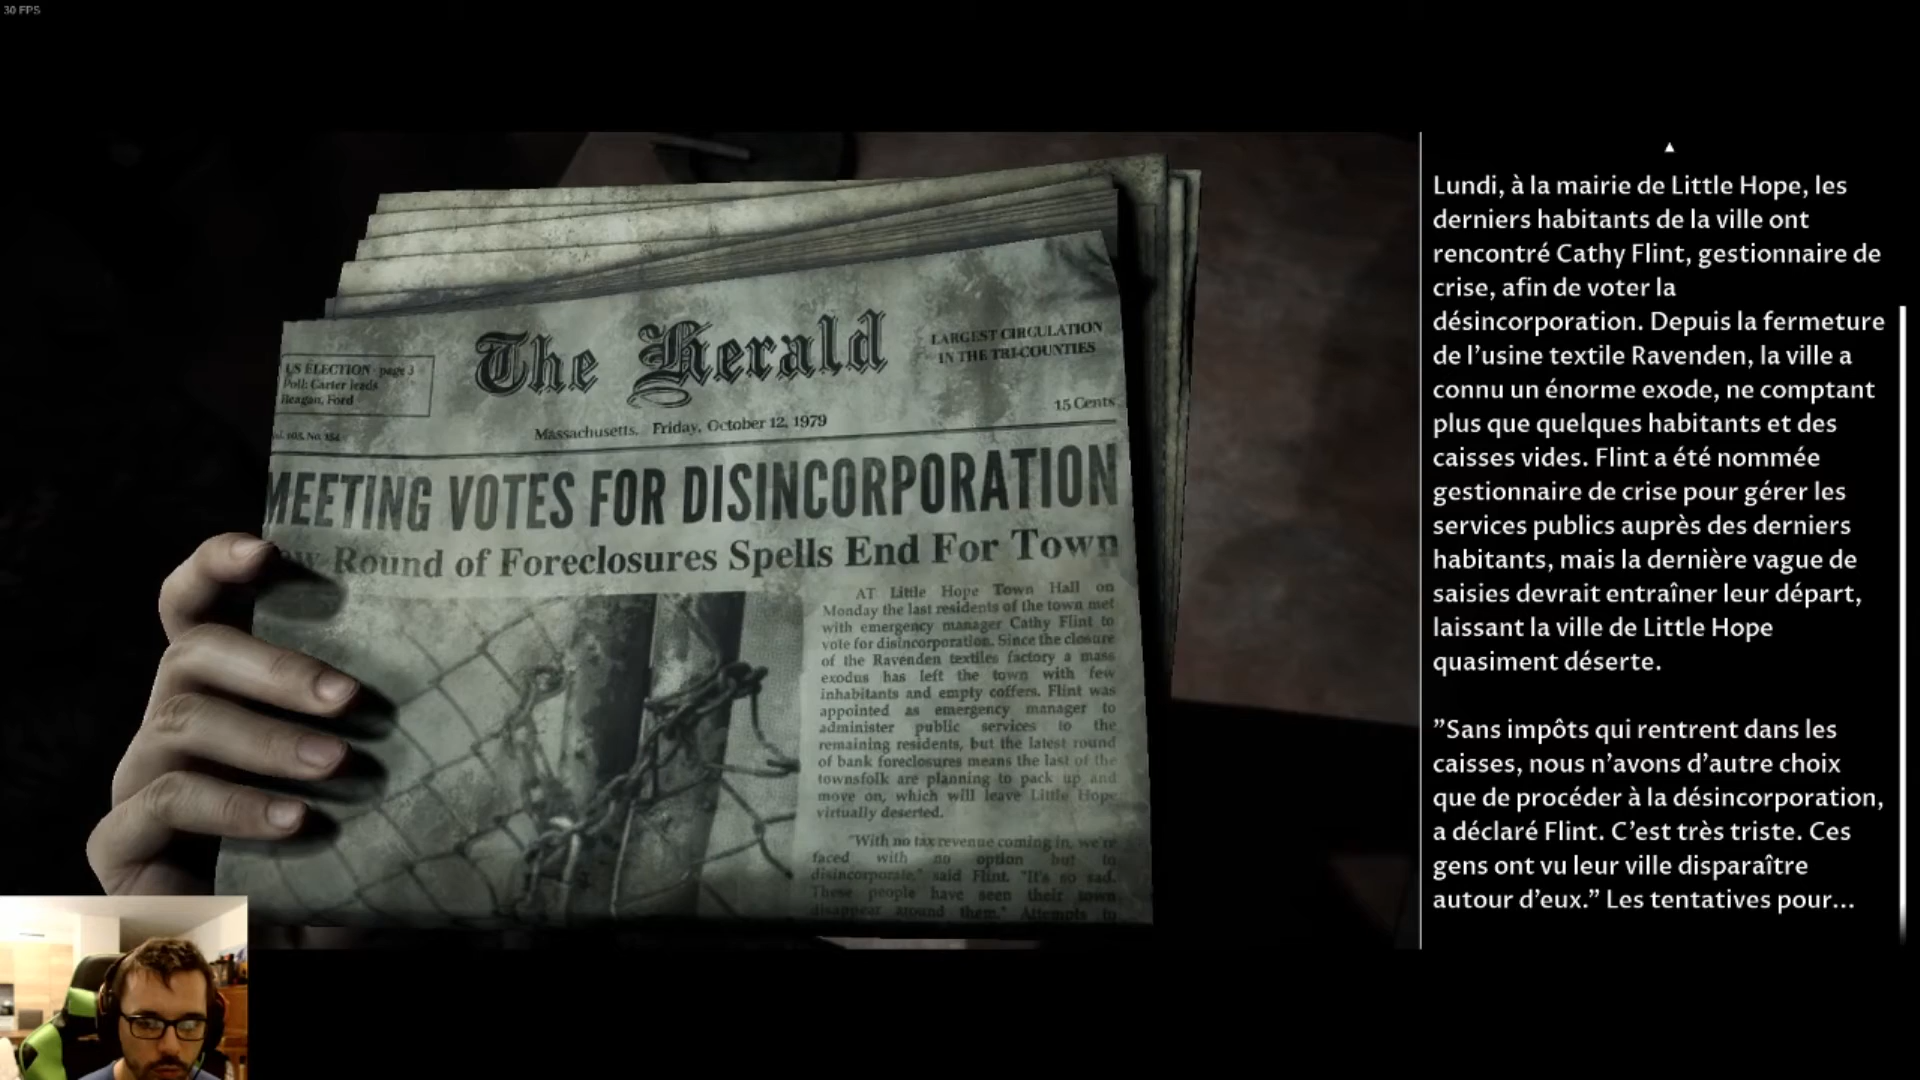 30 FPS
US ELECTION - page 3
Poll: Carter leads
Reagan, Ford
The Herald
LARGEST CIRCULATION
IN THE TRI-COUNTIES
15 Cents
Massachusetts, Friday, October 12, 1979
MEETING VOTES FOR DISINCORPORATION
Round of Foreclosures Spells End For Town
AT Little Hope Town Hall on
Monday the last residents of the town met
with emergency manager Cathy Flint to
vote for disincorporation. Since the closure
of the Ravenden textiles factory a mass
exodus has left the town with few
inhabitants and empty coffers. Flint was
appointed as emergency manager to
administer public services to the
remaining residents, but the latest round
of bank foreclosures means the last of the
townsfolk are planning to pack up and
move on, which will leave Little Hope
virtually deserted.
"With no tax revenue coming in, we're
faced with no option but to
disincorporate," said Flint. "It's so sad.
These people have seen their town
disappear around them." Attempts to
Lundi, à la mairie de Little Hope, les
derniers habitants de la ville ont
rencontré Cathy Flint, gestionnaire de
crise, afin de voter la
désincorporation. Depuis la fermeture
de l'usine textile Ravenden, la ville a
connu un énorme exode, ne comptant
plus que quelques habitants et des
caisses vides. Flint a été nommée
gestionnaire de crise pour gérer les
services publics auprès des derniers
habitants, mais la dernière vague de
saisies devrait entraîner leur départ,
laissant la ville de Little Hope
quasiment déserte.
"Sans impôts qui rentrent dans les
caisses, nous n'avons d'autre choix
que de procéder à la désincorporation,
a déclaré Flint. C'est très triste. Ces
gens ont vu leur ville disparaître
autour d'eux." Les tentatives pour...